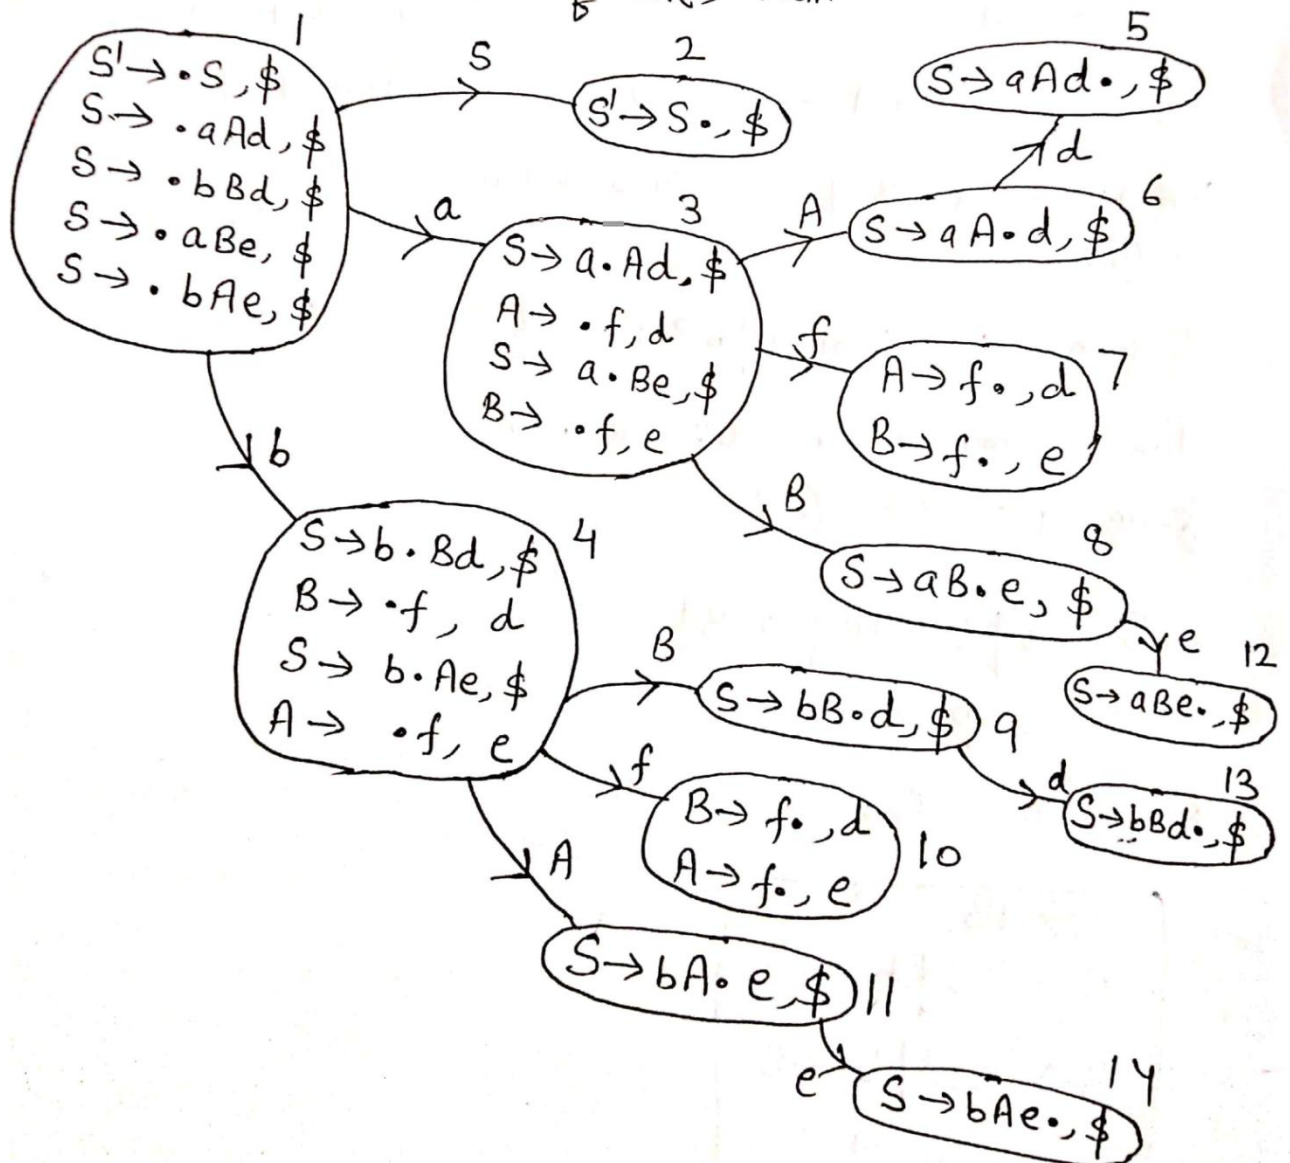 1
S' → .S, $
S → .aAd, $
S → .bBd, $
S → .aBe, $
S → .bAe, $
S
2
S' → S., $
5
S → aAd., $
d
6
S → aA.d, $
a
3
S → a.Ad, $
A → .f, d
S → a.Be, $
B → .f, e
A
f
7
A → f., d
B → f., e
B
8
S → aB.e, $
e
12
S → aBe., $
b
4
S → b.Bd, $
B → .f, d
S → b.Ae, $
A → .f, e
B
S → bB.d, $
9
d
13
S → bBd., $
f
B → f., d
A → f., e
10
A
S → bA.e, $
11
e
14
S → bAe., $